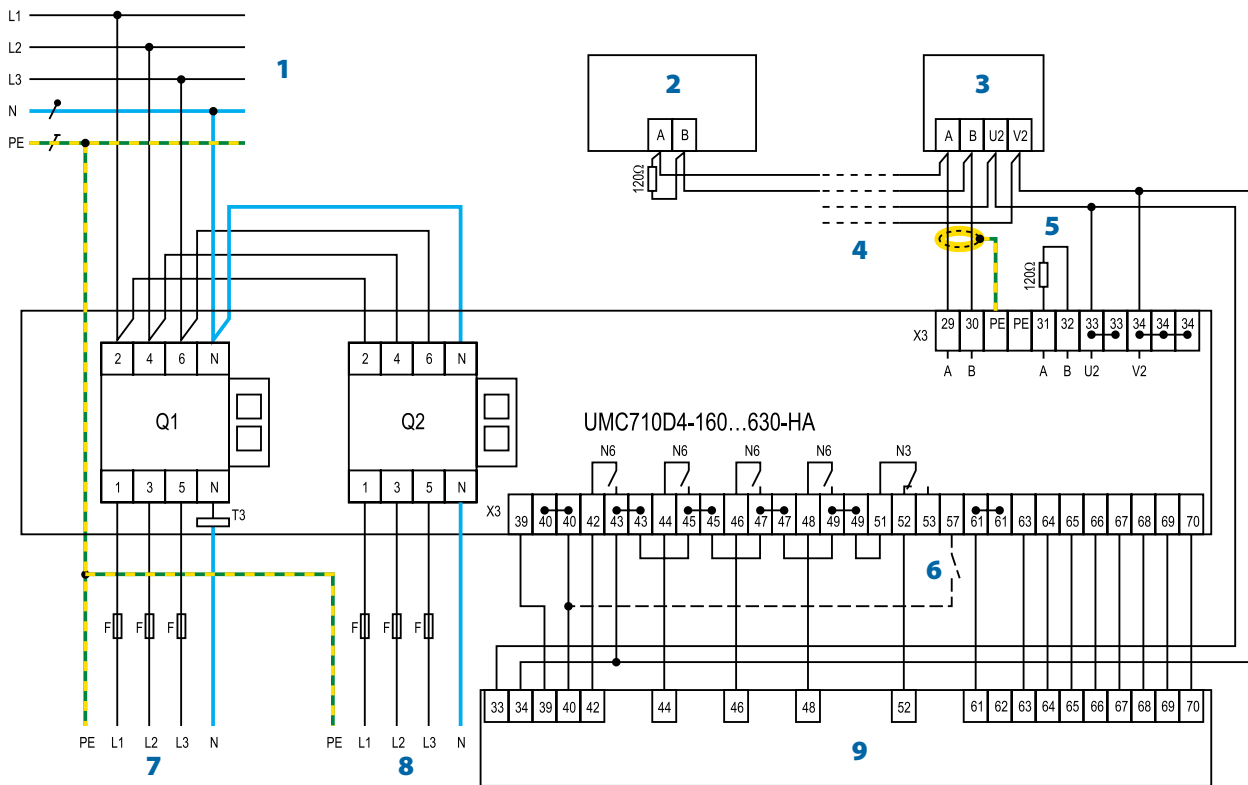 L1
L2
L3
N
PE
1
2
3
A B
A B U2 V2
120Ω
4
5
120Ω
X3 29 30 PE PE 31 32 33 33 34 34 34
A B A B U2 V2
2 4 6 N
2 4 6 N
Q1
Q2
UMC710D4-160...630-HA
N6 N6 N6 N6 N3
1 3 5 N
1 3 5 N
T3
X3 39 40 40 42 43 43 44 45 45 46 47 47 48 49 49 51 52 53 57 61 61 63 64 65 66 67 68 69 70
6
F F F
F F F
33 34 39 40 42 44 46 48 52 61 62 63 64 65 66 67 68 69 70
PE L1 L2 L3 N
PE L1 L2 L3 N
7
8
9